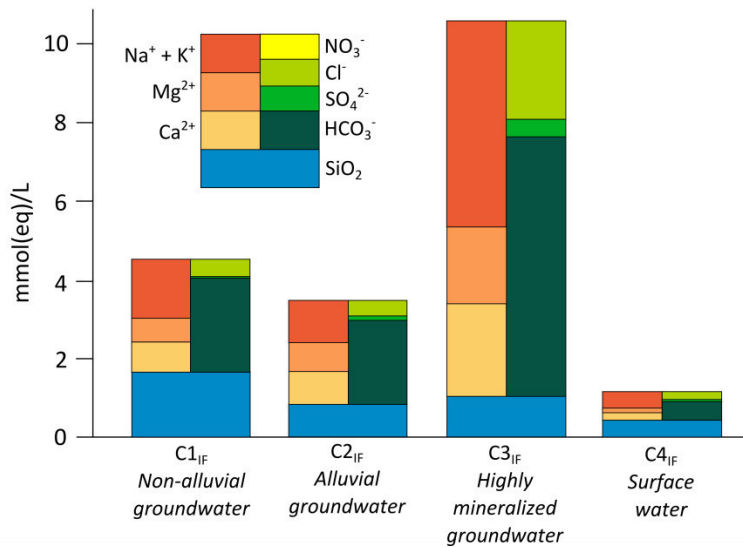 10
8
6
4
2
0
mmol(eq)/L
Na⁺ + K⁺
Mg²⁺
Ca²⁺
NO₃⁻
Cl⁻
SO₄²⁻
HCO₃⁻
SiO₂
C1IF
Non-alluvial
groundwater
C2IF
Alluvial
groundwater
C3IF
Highly
mineralized
groundwater
C4IF
Surface
water